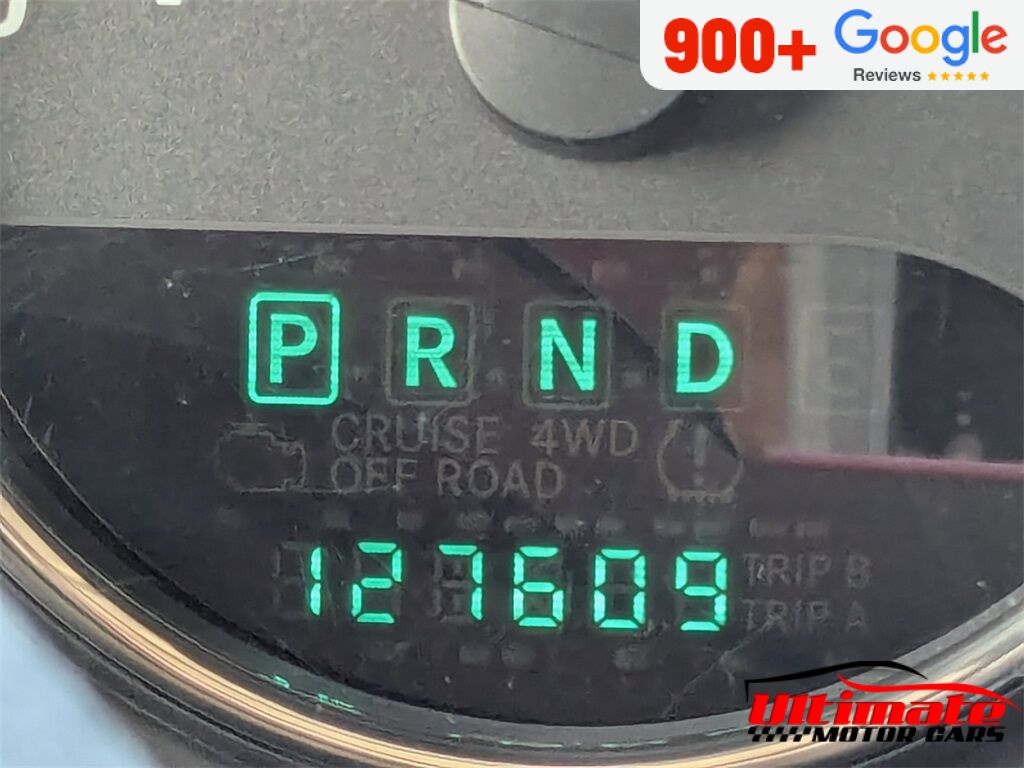 900+ Google
Reviews
P R N D
CRUISE 4WD
OFF ROAD
127609
TRIP B
TRIP A
Ultimate
MOTOR CARS